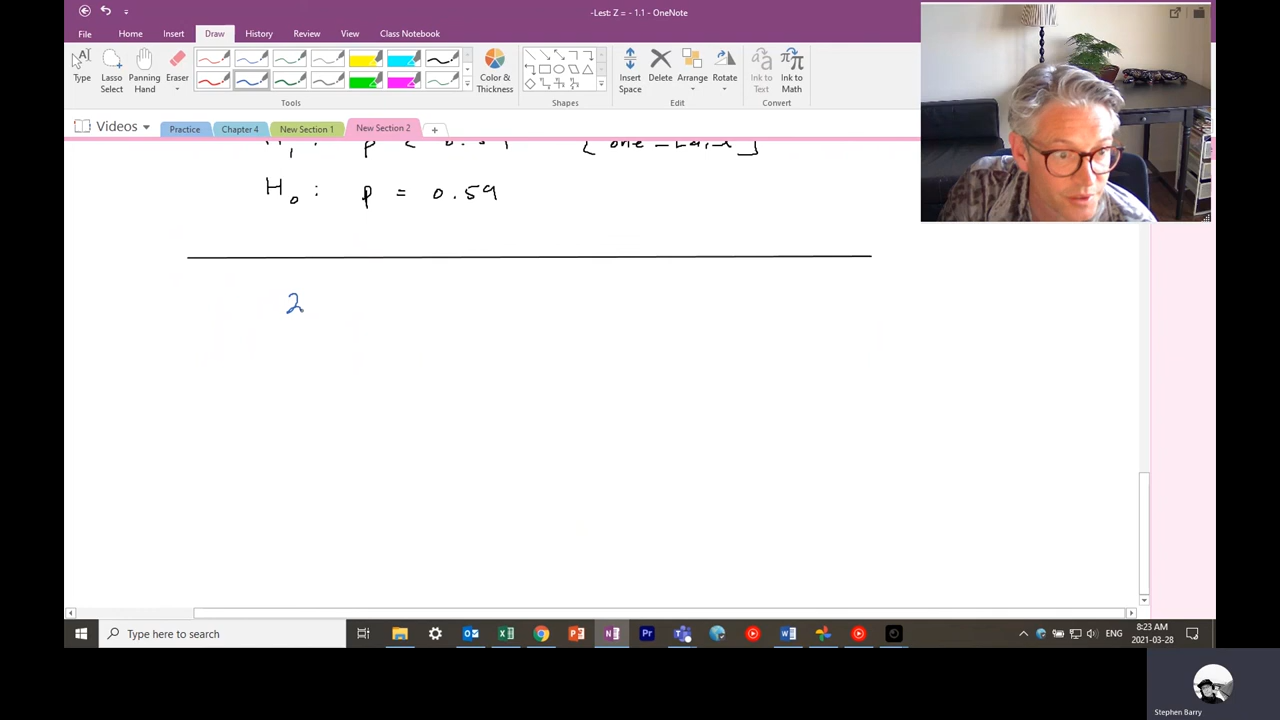 -Lest: Z = - 1.1 - OneNote
File Home Insert Draw History Review View Class Notebook
Type Lasso Select Panning Hand Eraser Color & Thickness Insert Space Delete Arrange Rotate Ink to Text Ink to Math
Tools Shapes Edit Convert
Videos Practice Chapter 4 New Section 1 New Section 2
H₀ : p = 0.59
2
Type here to search
ENG 8:23 AM
2021-03-28
Stephen Barry